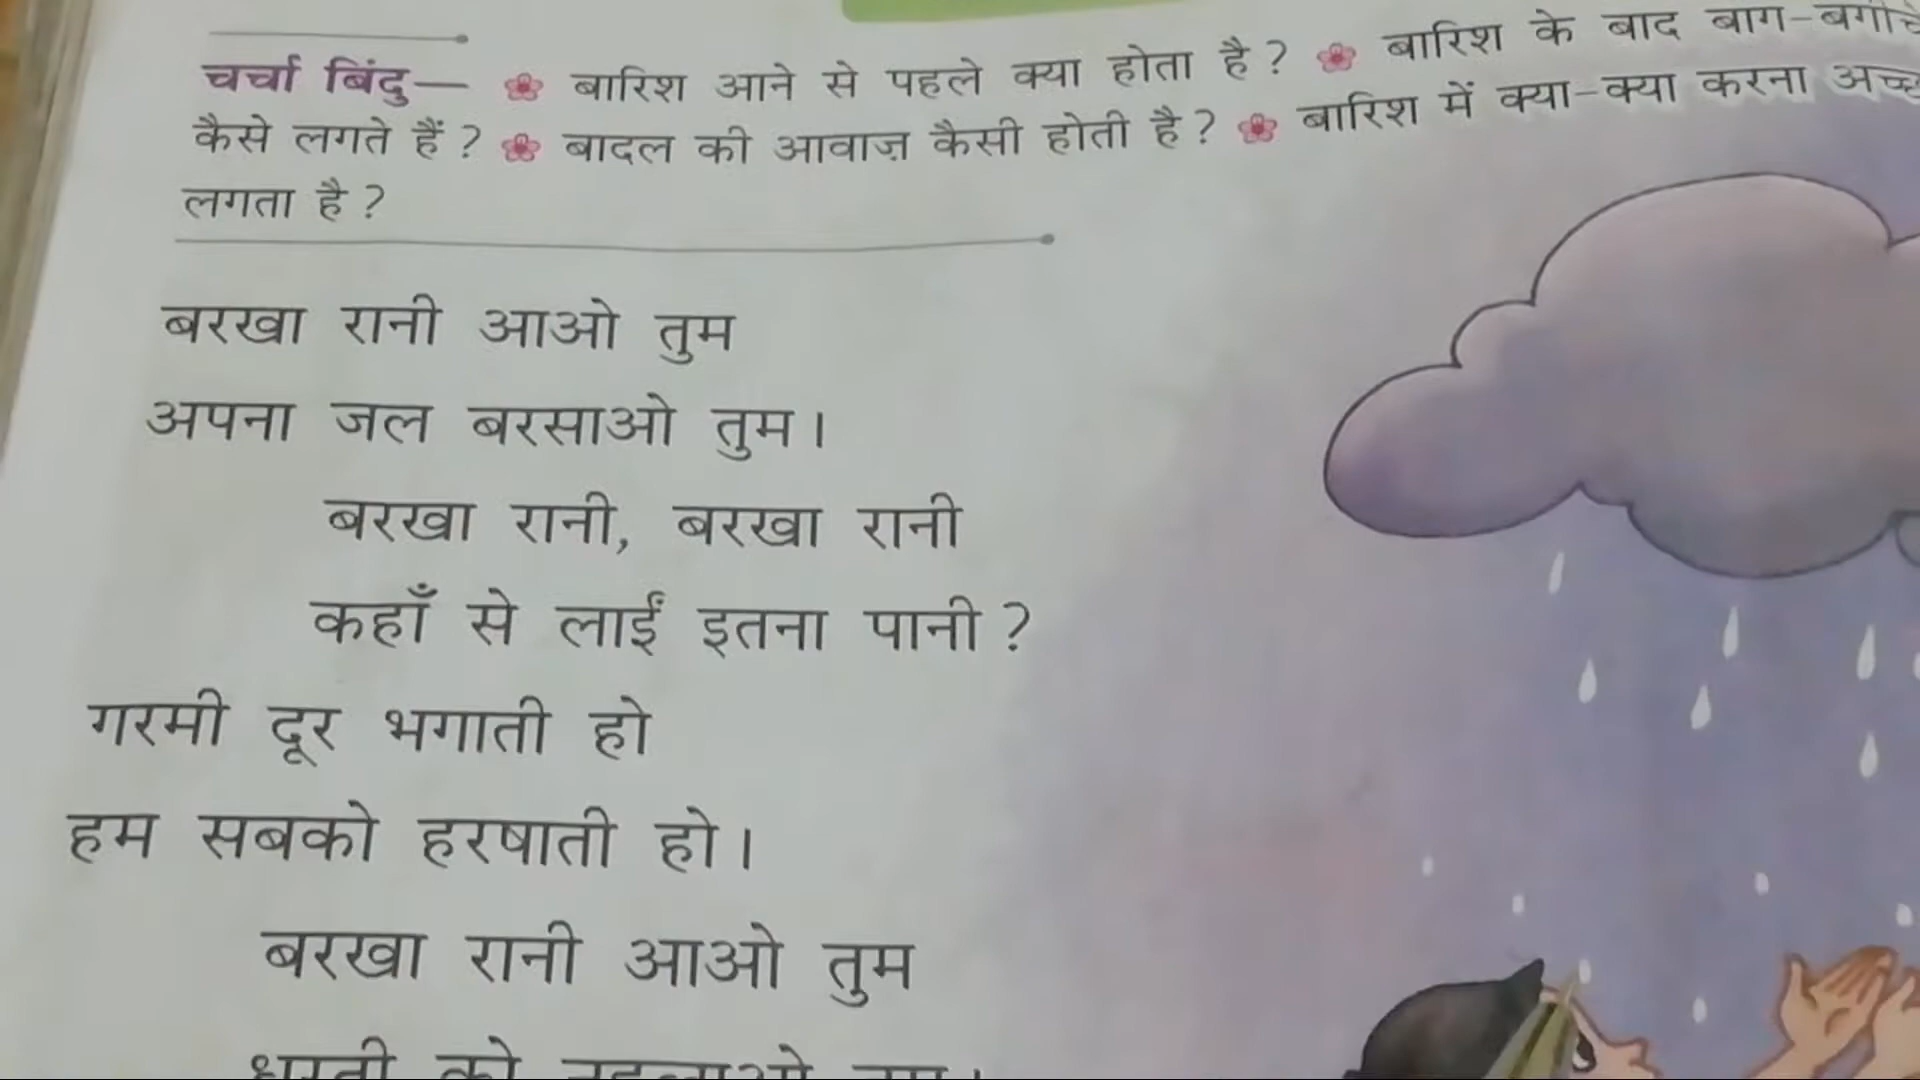 चर्चा बिंदु— बारिश आने से पहले क्या होता है? बारिश के बाद बाग-बगीचे
कैसे लगते हैं? बादल की आवाज़ कैसी होती है? बारिश में क्या-क्या करना
लगता है?
बरखा रानी आओ तुम
अपना जल बरसाओ तुम।
बरखा रानी, बरखा रानी
कहाँ से लाईं इतना पानी?
गरमी दूर भगाती हो
हम सबको हरषाती हो।
बरखा रानी आओ तुम